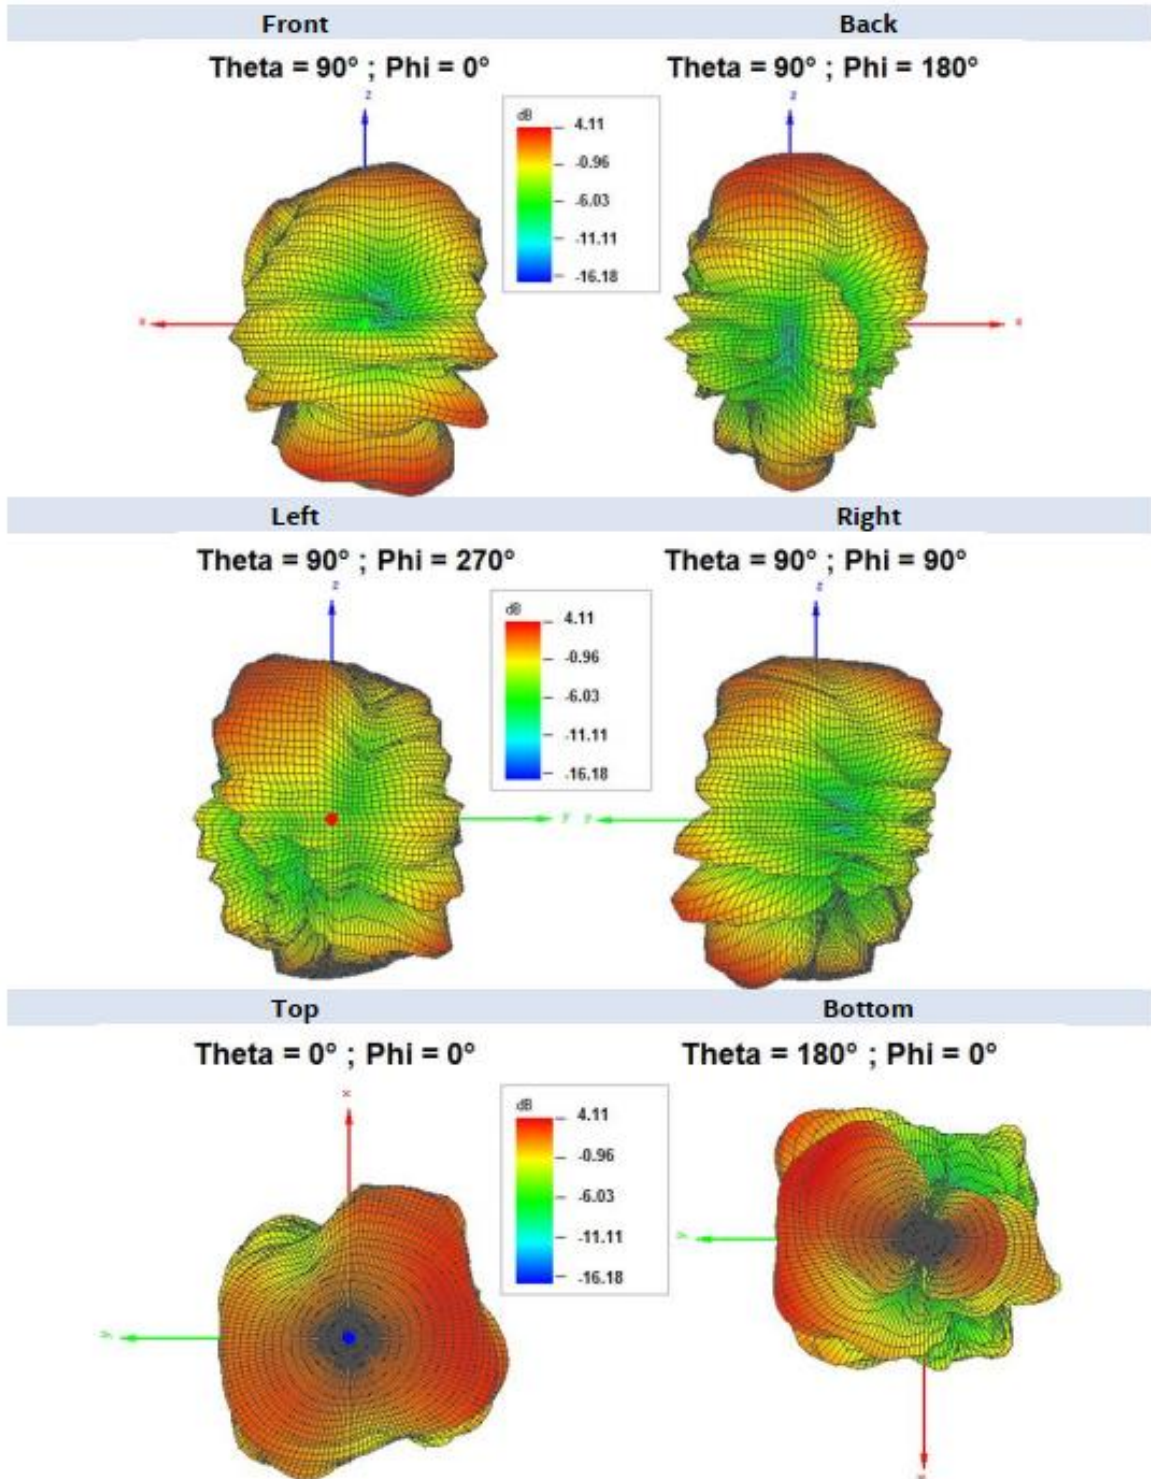 Front Back
Theta = 90° ; Phi = 0° Theta = 90° ; Phi = 180°
z z
dB
4.11
-0.96
-6.03
-11.11
-16.18
x x
Left Right
Theta = 90° ; Phi = 270° Theta = 90° ; Phi = 90°
z z
dB
4.11
-0.96
-6.03
-11.11
-16.18
y y
Top Bottom
Theta = 0° ; Phi = 0° Theta = 180° ; Phi = 0°
dB
x
4.11
-0.96
-6.03
-11.11
-16.18
y y
x